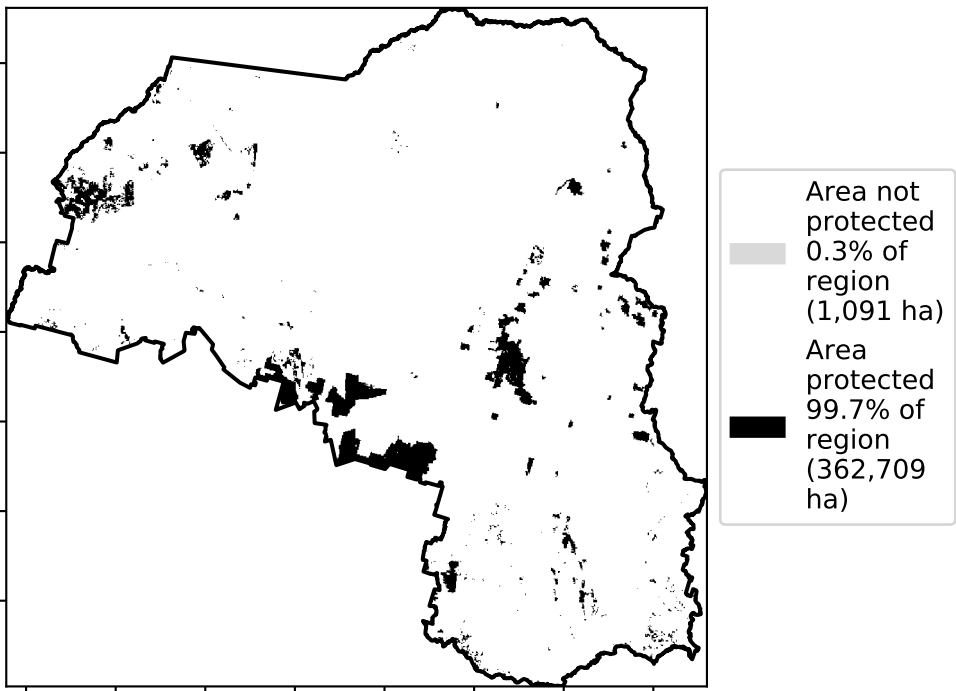 Area not
protected
0.3% of
region
(1,091 ha)
Area
protected
99.7% of
region
(362,709
ha)